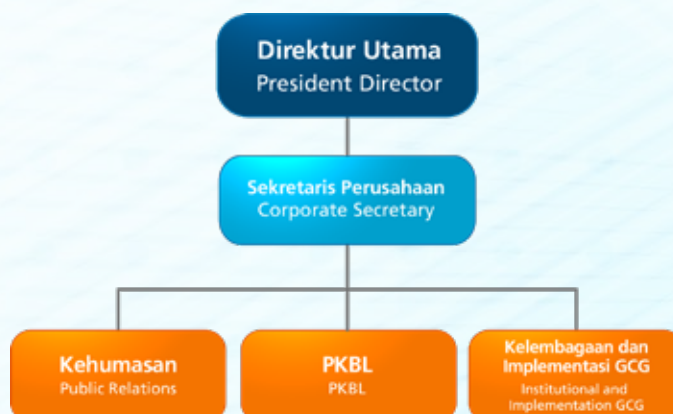 Direktur Utama
President Director
Sekretaris Perusahaan
Corporate Secretary
Kehumasan
Public Relations
PKBL
PKBL
Kelembagaan dan
Implementasi GCG
Institutional and
Implementation GCG